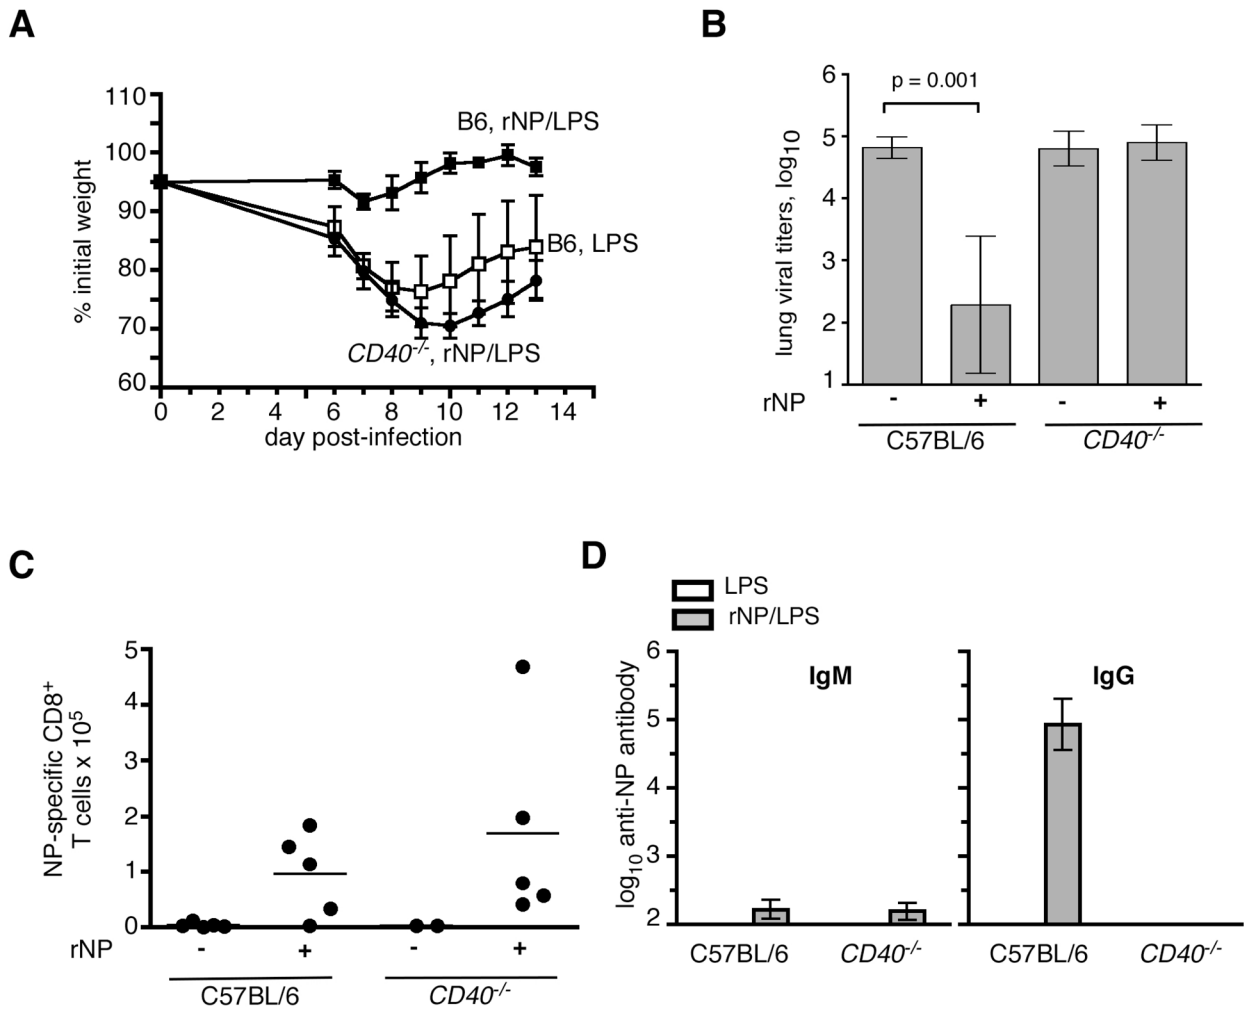 A
110
100
90
80
70
60
% initial weight
B6, rNP/LPS
B6, LPS
CD40-/-, rNP/LPS
0 2 4 6 8 10 12 14
day post-infection
B
6
5
4
3
2
1
lung viral titers, log10
p = 0.001
rNP - + - +
C57BL/6 CD40-/-
C
5
4
3
2
1
0
NP-specific CD8+
T cells x 10^5
rNP - + - +
C57BL/6 CD40-/-
D
LPS
rNP/LPS
6
5
4
3
2
log10 anti-NP antibody
IgM IgG
C57BL/6 CD40-/- C57BL/6 CD40-/-